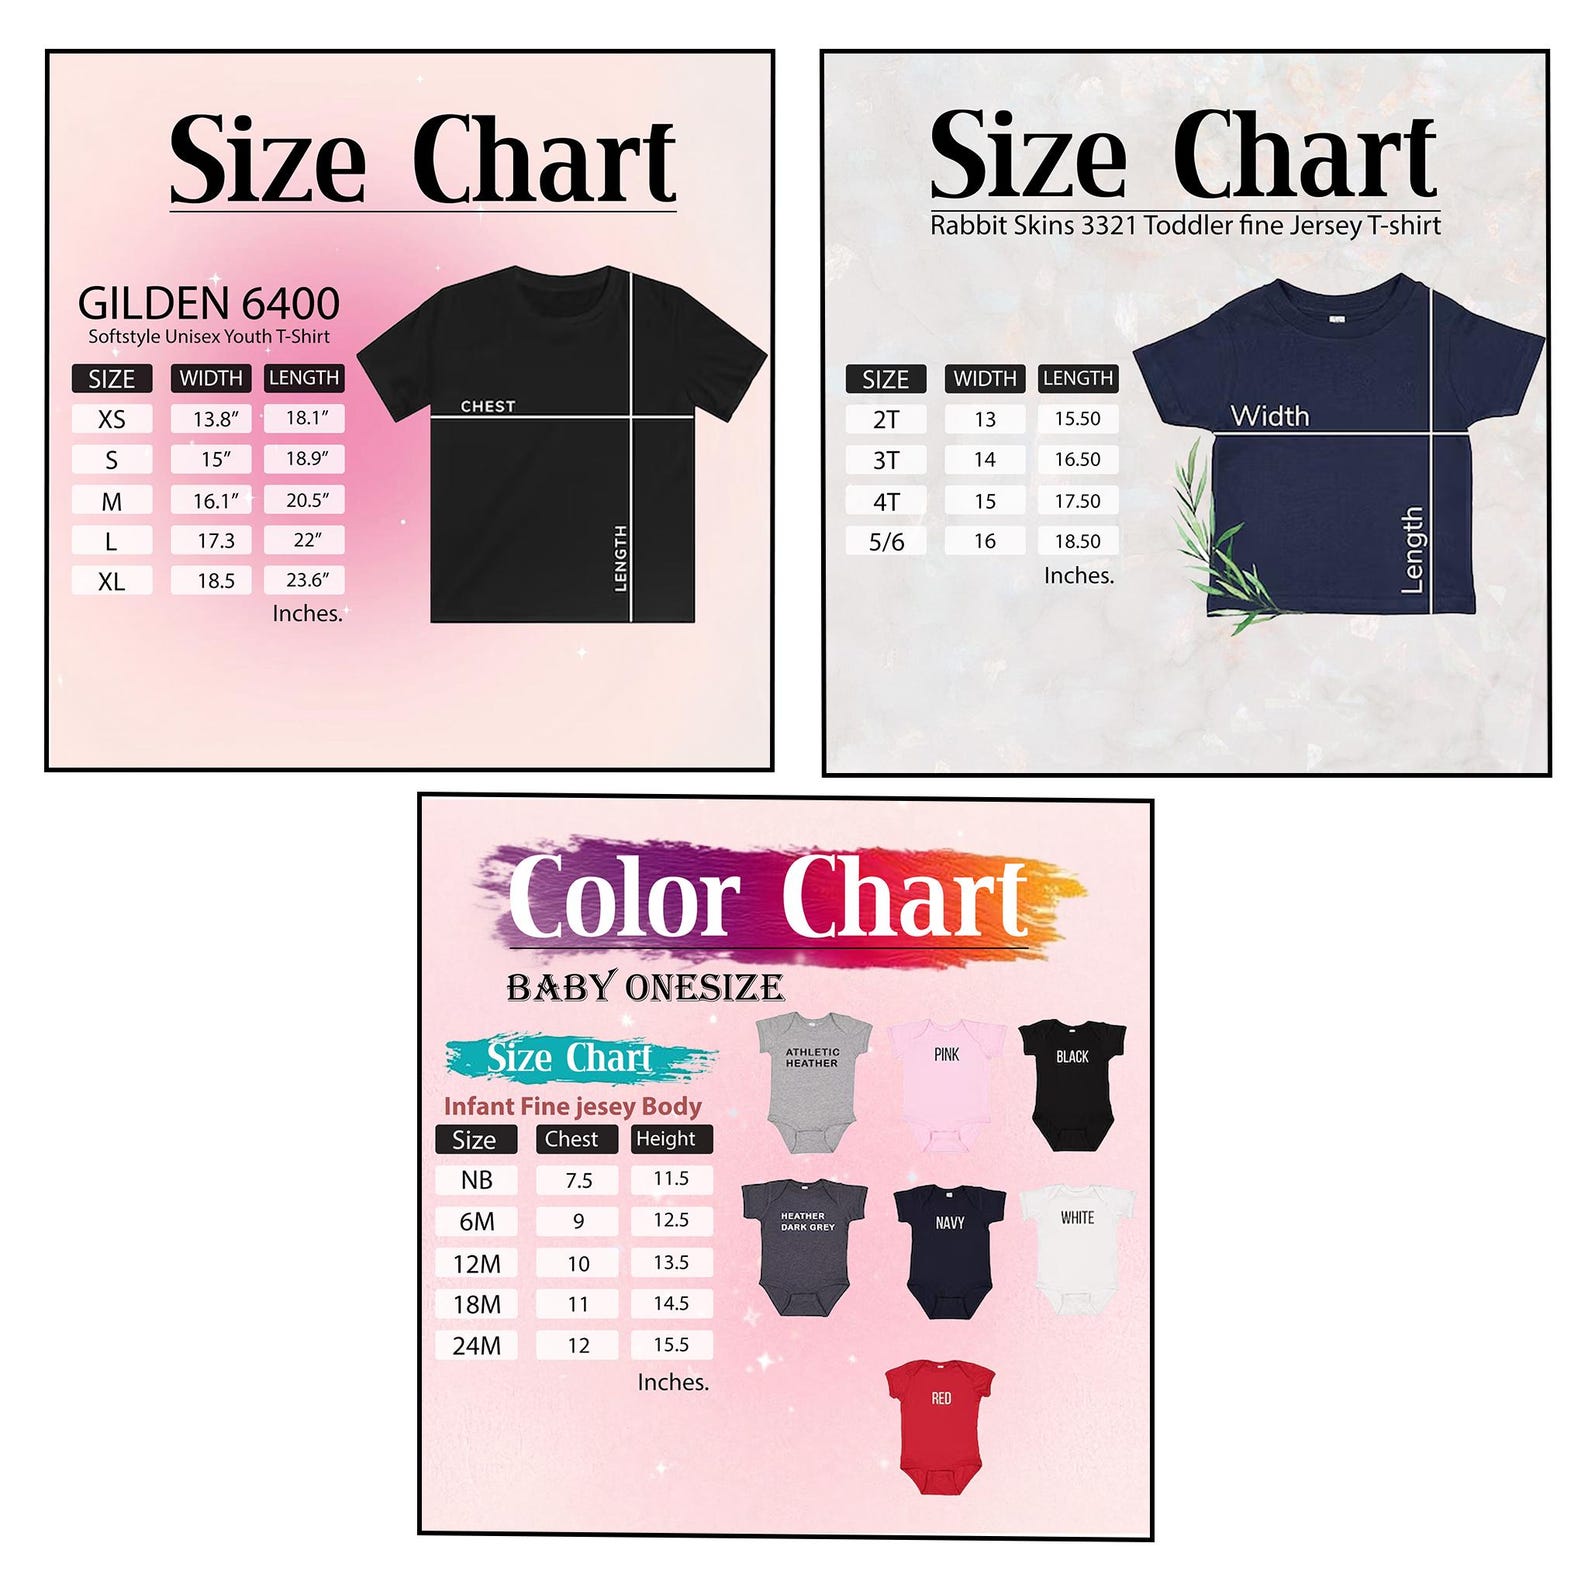 Size Chart
GILDEN 6400
Softstyle Unisex Youth T-Shirt
SIZE WIDTH LENGTH
XS 13.8” 18.1”
S 15” 18.9”
M 16.1” 20.5”
L 17.3 22”
XL 18.5 23.6”
Inches.
CHEST
LENGTH
Size Chart
Rabbit Skins 3321 Toddler fine Jersey T-shirt
SIZE WIDTH LENGTH
2T 13 15.50
3T 14 16.50
4T 15 17.50
5/6 16 18.50
Inches.
Width
Length
Color Chart
BABY ONESIZE
Size Chart
Infant Fine jesey Body
Size Chest Height
NB 7.5 11.5
6M 9 12.5
12M 10 13.5
18M 11 14.5
24M 12 15.5
Inches.
ATHLETIC
HEATHER
PINK
BLACK
HEATHER
DARK GREY
NAVY
WHITE
RED